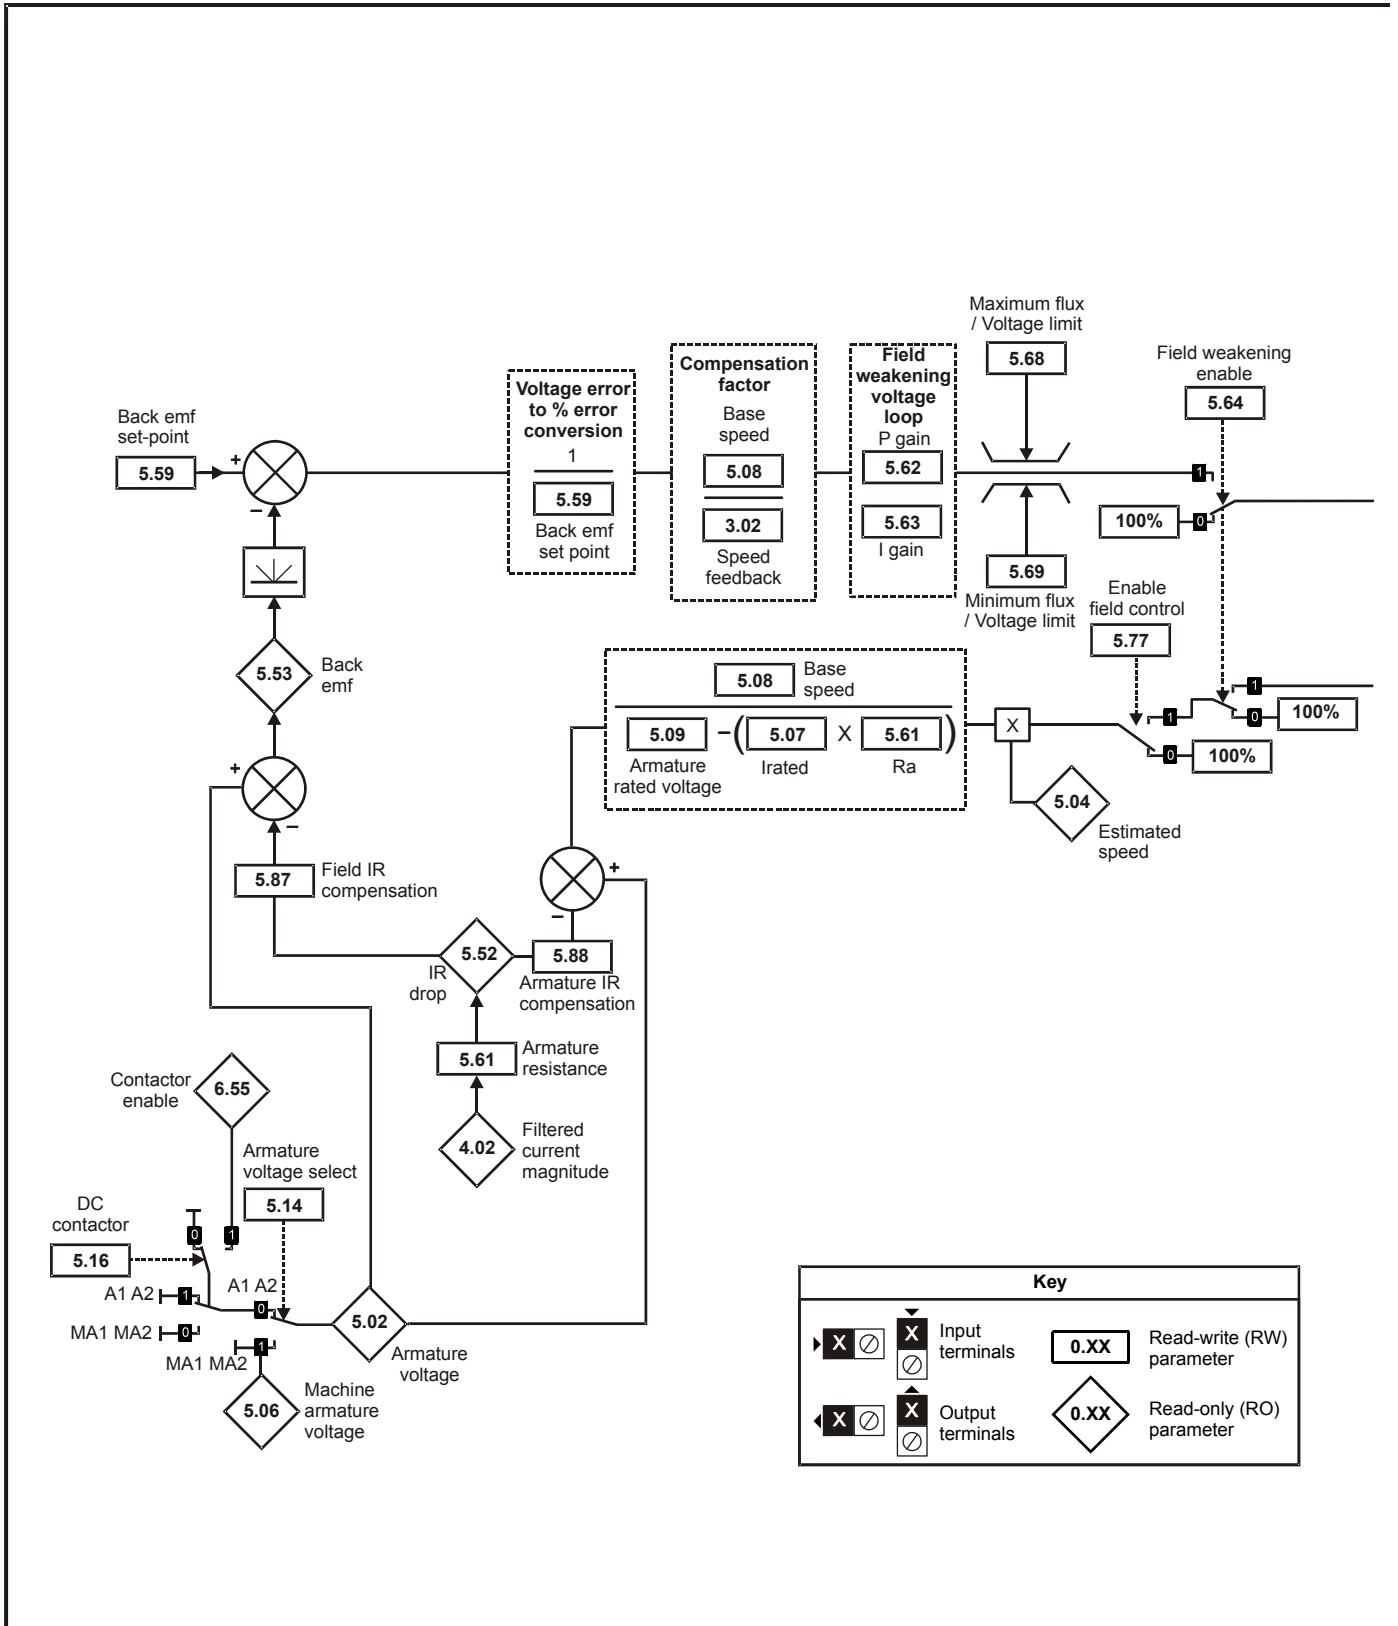 Maximum flux
/ Voltage limit
5.68
Field weakening
enable
5.64
Back emf
set-point
5.59
+
−
Voltage error
to % error
conversion
1
5.59
Back emf
set point
Compensation
factor
Base
speed
5.08
3.02
Speed
feedback
Field
weakening
voltage
loop
P gain
5.62
5.63
I gain
1
100%
0
5.69
Minimum flux
/ Voltage limit
Enable
field control
5.77
5.53
Back
emf
5.08
Base
speed
5.09
−(
5.07
X
5.61
)
Armature
rated voltage
Irated
Ra
X
1
0
100%
1
0
100%
5.04
Estimated
speed
+
−
5.87
Field IR
compensation
+
−
5.52
IR
drop
5.88
Armature IR
compensation
5.61
Armature
resistance
4.02
Filtered
current
magnitude
Contactor
enable
6.55
Armature
voltage select
5.14
DC
contactor
5.16
0
1
A1 A2
1
A1 A2
0
MA1 MA2
0
MA1 MA2
1
5.02
Armature
voltage
5.06
Machine
armature
voltage
Key
X
X
Input
terminals
0.XX
Read-write (RW)
parameter
X
X
Output
terminals
0.XX
Read-only (RO)
parameter